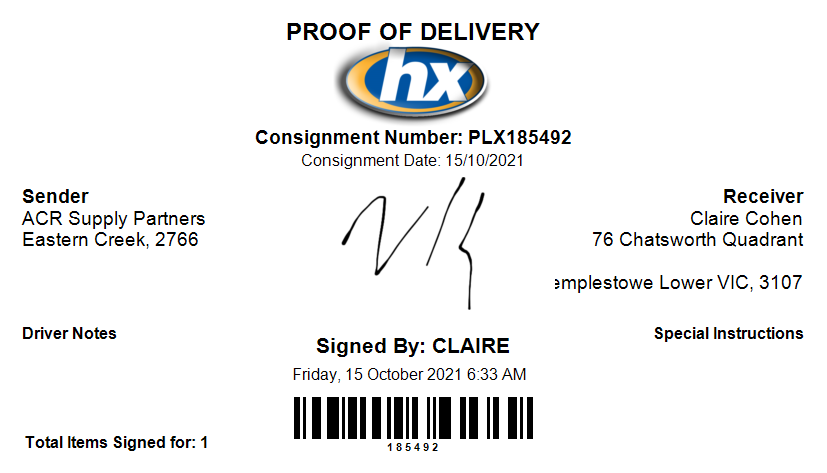 PROOF OF DELIVERY
hx
Consignment Number: PLX185492
Consignment Date: 15/10/2021
Sender
ACR Supply Partners
Eastern Creek, 2766
Receiver
Claire Cohen
76 Chatsworth Quadrant
emplestowe Lower VIC, 3107
Driver Notes
Special Instructions
Signed By: CLAIRE
Friday, 15 October 2021 6:33 AM
185492
Total Items Signed for: 1